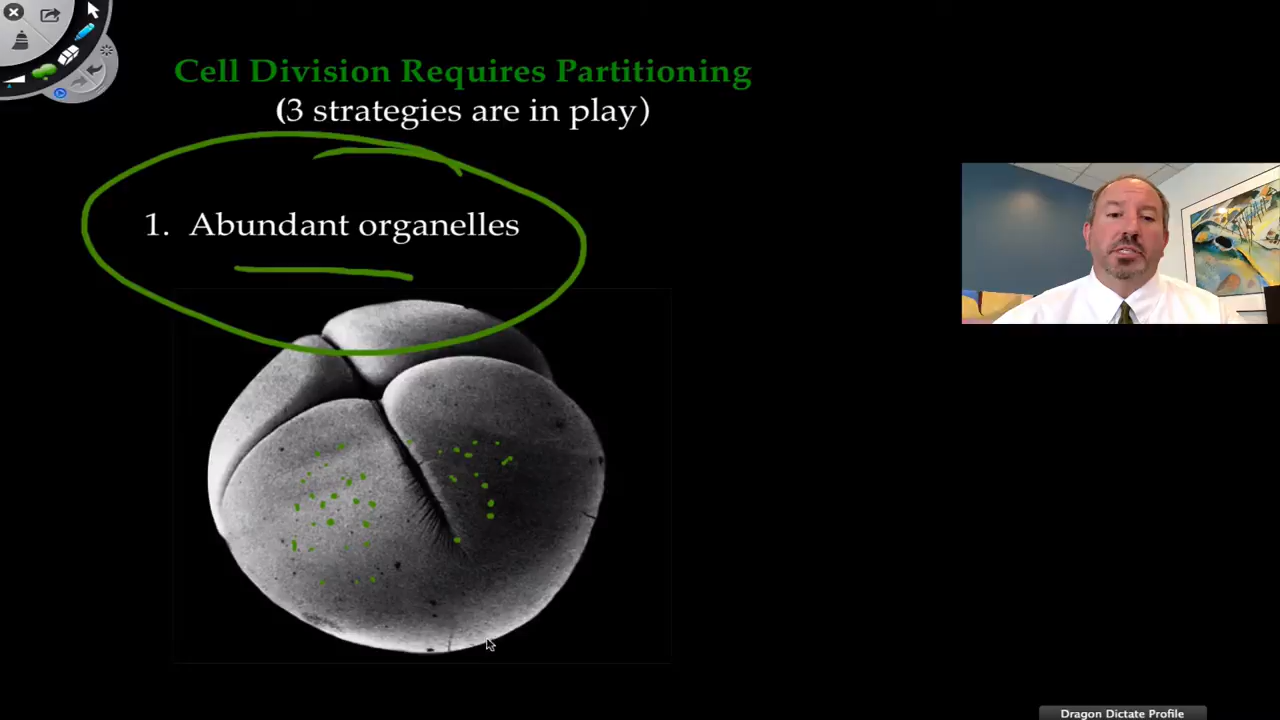 Cell Division Requires Partitioning
(3 strategies are in play)
1. Abundant organelles
Dragon Dictate Profile